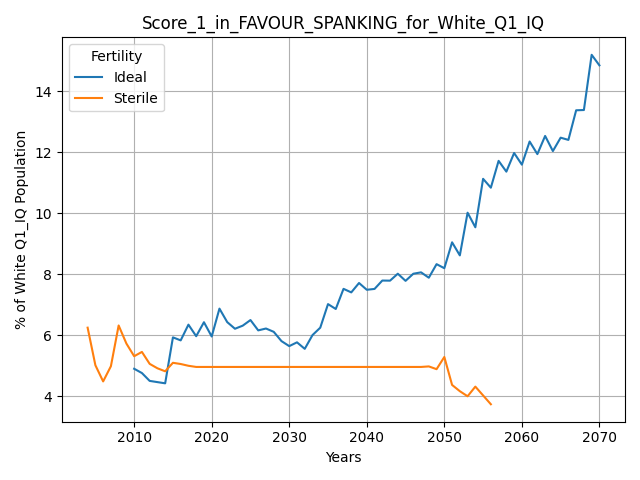 Score_1_in_FAVOUR_SPANKING_for_White_Q1_IQ
Fertility
Ideal
Sterile
% of White Q1_IQ Population
14
12
10
8
6
4
2010 2020 2030 2040 2050 2060 2070
Years